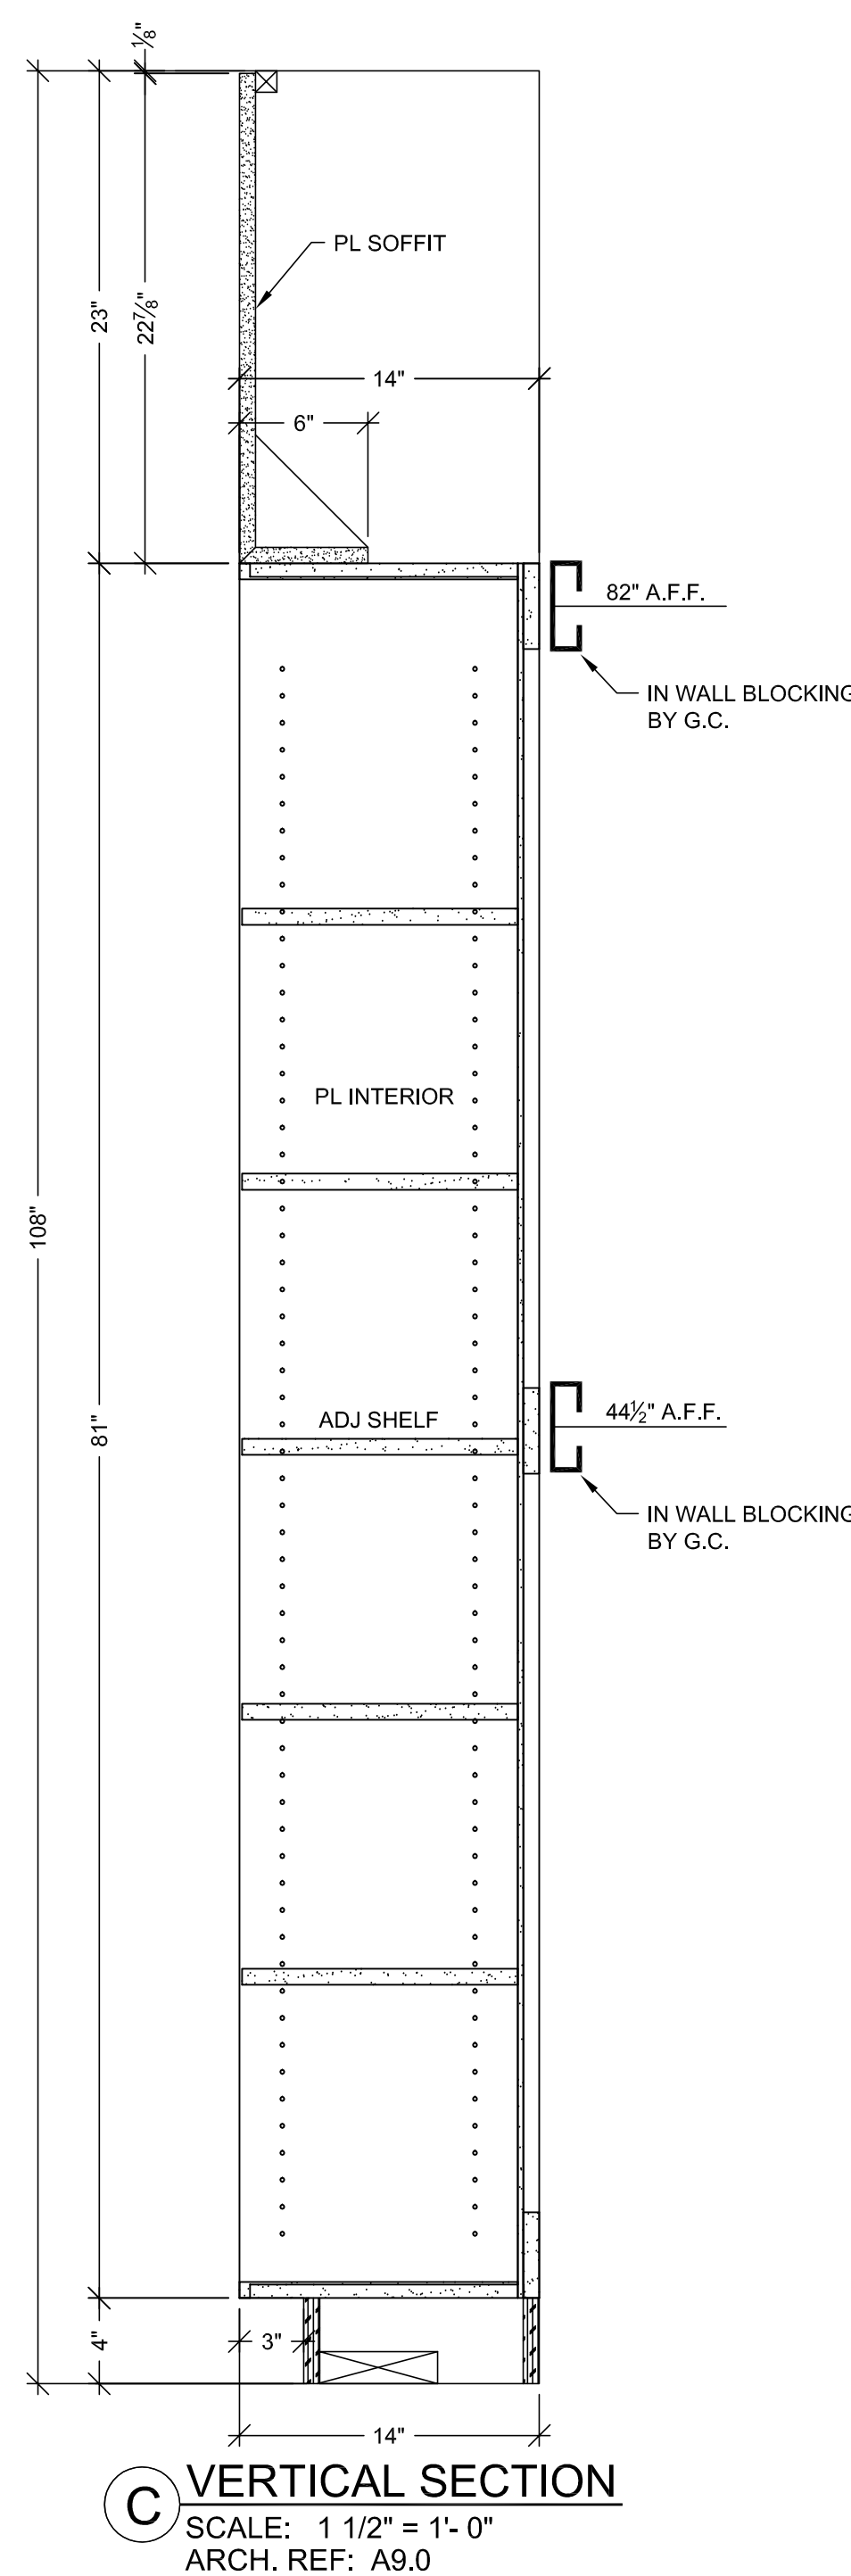 1/8"
23"
22 7/8"
PL SOFFIT
14"
6"
82" A.F.F.
IN WALL BLOCKING
BY G.C.
PL INTERIOR
108"
81"
ADJ SHELF
44 1/2" A.F.F.
IN WALL BLOCKING
BY G.C.
4"
3"
14"
C VERTICAL SECTION
SCALE: 1 1/2" = 1'- 0"
ARCH. REF: A9.0